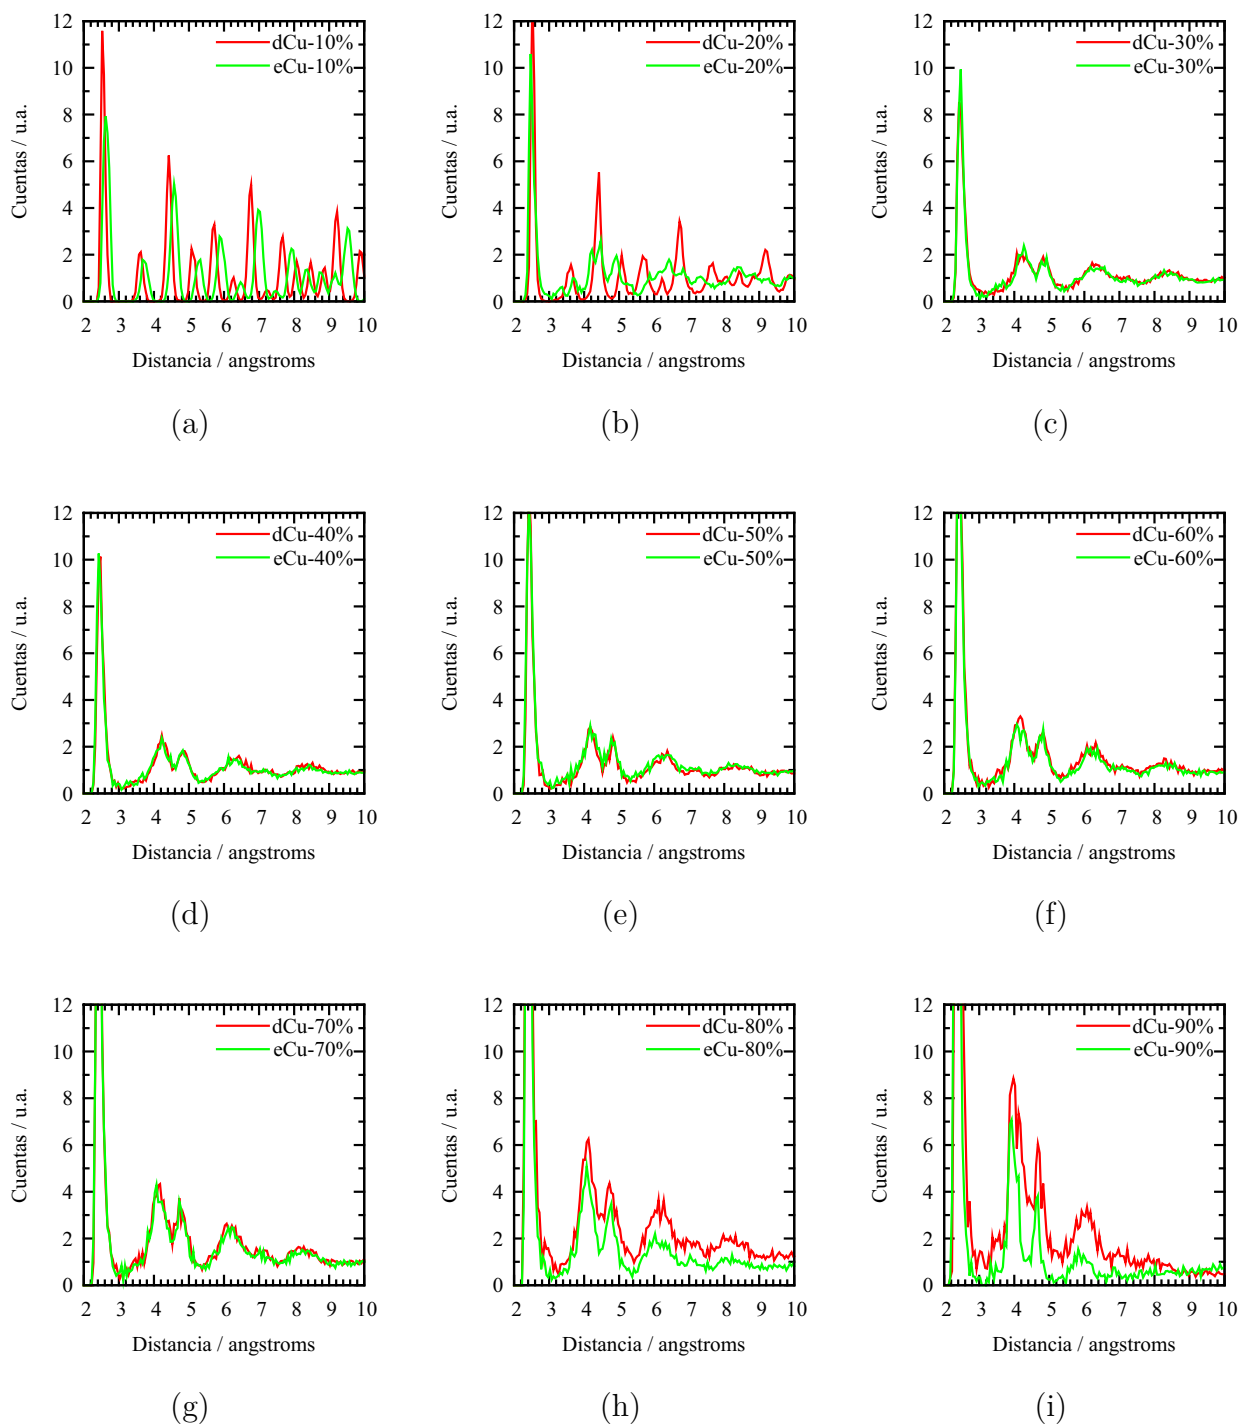 12
10
8
6
4
2
0
2 3 4 5 6 7 8 9 10
Cuentas / u.a.
Distancia / angstroms
dCu-10%
eCu-10%
(a)
12
10
8
6
4
2
0
2 3 4 5 6 7 8 9 10
Cuentas / u.a.
Distancia / angstroms
dCu-20%
eCu-20%
(b)
12
10
8
6
4
2
0
2 3 4 5 6 7 8 9 10
Cuentas / u.a.
Distancia / angstroms
dCu-30%
eCu-30%
(c)
12
10
8
6
4
2
0
2 3 4 5 6 7 8 9 10
Cuentas / u.a.
Distancia / angstroms
dCu-40%
eCu-40%
(d)
12
10
8
6
4
2
0
2 3 4 5 6 7 8 9 10
Cuentas / u.a.
Distancia / angstroms
dCu-50%
eCu-50%
(e)
12
10
8
6
4
2
0
2 3 4 5 6 7 8 9 10
Cuentas / u.a.
Distancia / angstroms
dCu-60%
eCu-60%
(f)
12
10
8
6
4
2
0
2 3 4 5 6 7 8 9 10
Cuentas / u.a.
Distancia / angstroms
dCu-70%
eCu-70%
(g)
12
10
8
6
4
2
0
2 3 4 5 6 7 8 9 10
Cuentas / u.a.
Distancia / angstroms
dCu-80%
eCu-80%
(h)
12
10
8
6
4
2
0
2 3 4 5 6 7 8 9 10
Cuentas / u.a.
Distancia / angstroms
dCu-90%
eCu-90%
(i)